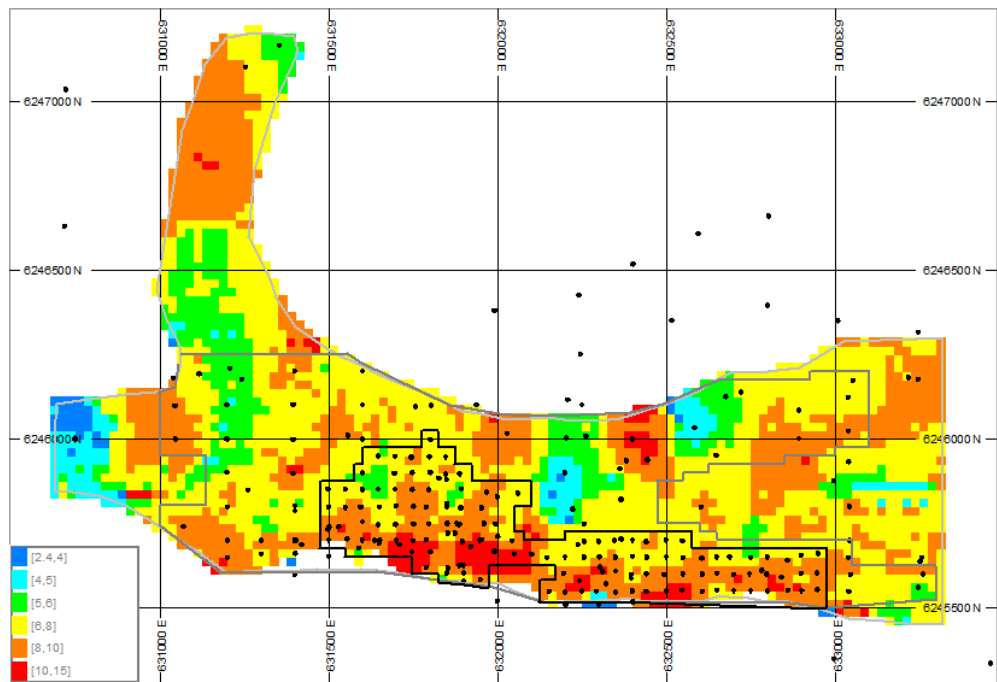 631000 E
631500 E
632000 E
632500 E
633000 E
6247000 N
6247000 N
6246500 N
6246500 N
6246000 N
6246000 N
6245500 N
6245500 N
[2.4,4]
[4,5]
[5,6]
[6,8]
[8,10]
[10,15]
631000 E
631500 E
632000 E
632500 E
633000 E